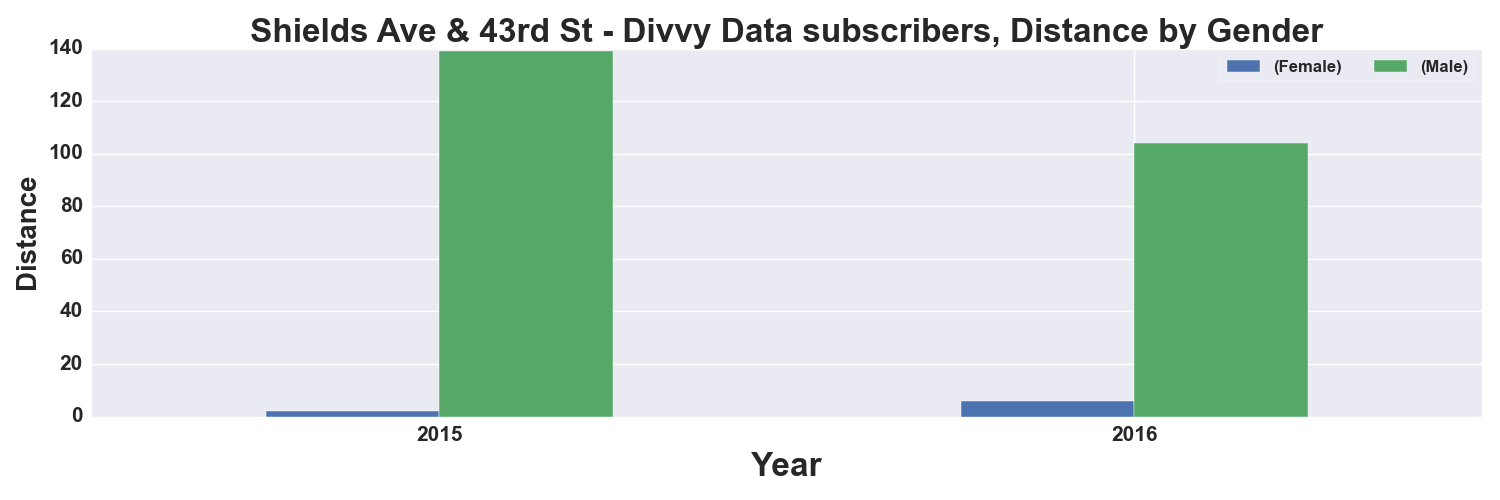 Shields Ave & 43rd St - Divvy Data subscribers, Distance by Gender
(Female) (Male)
140
120
100
80
60
40
20
0
Distance
2015 2016
Year